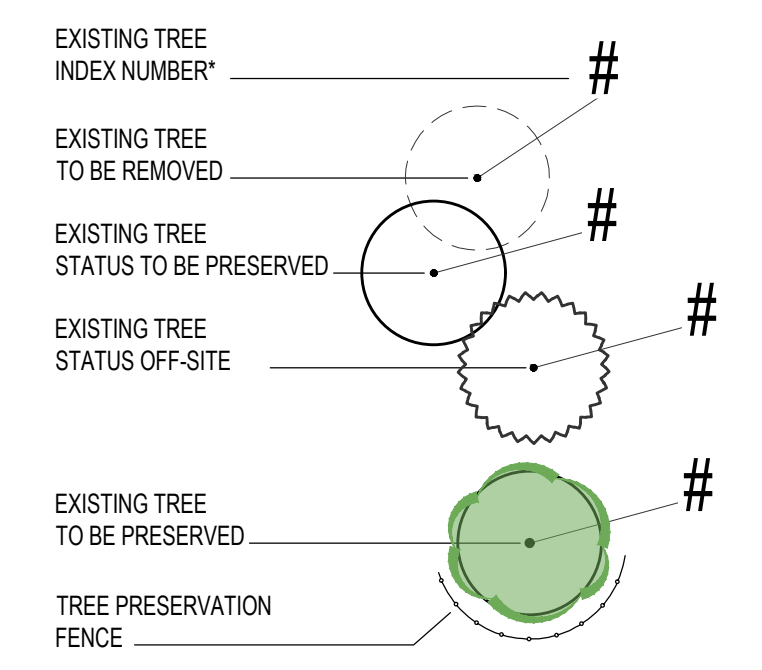 EXISTING TREE
INDEX NUMBER*
#
EXISTING TREE
TO BE REMOVED
EXISTING TREE
STATUS TO BE PRESERVED
#
EXISTING TREE
STATUS OFF-SITE
#
EXISTING TREE
TO BE PRESERVED
#
TREE PRESERVATION
FENCE